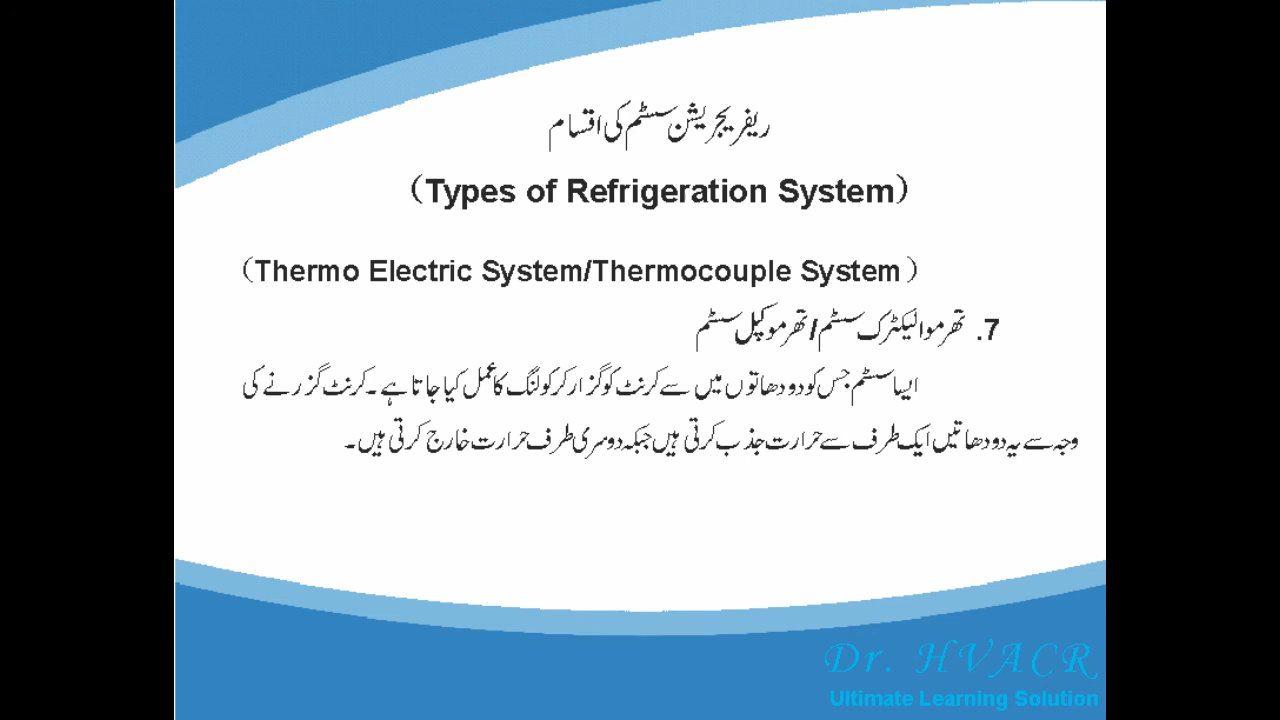 ریفریجریشن سسٹم کی اقسام
(Types of Refrigeration System)
(Thermo Electric System/Thermocouple System)
7. تھرمو الیکٹرک سسٹم/تھرموکپل سسٹم
ایسا سسٹم جس کو دو دھاتوں میں سے کرنٹ کو گزار کر کولنگ کا عمل کیا جاتا ہے۔ کرنٹ گزرنے کی
وجہ سے یہ دو دھاتیں ایک طرف سے حرارت جذب کرتی ہیں جبکہ دوسری طرف حرارت خارج کرتی ہیں۔
Dr. HVACR
Ultimate Learning Solution